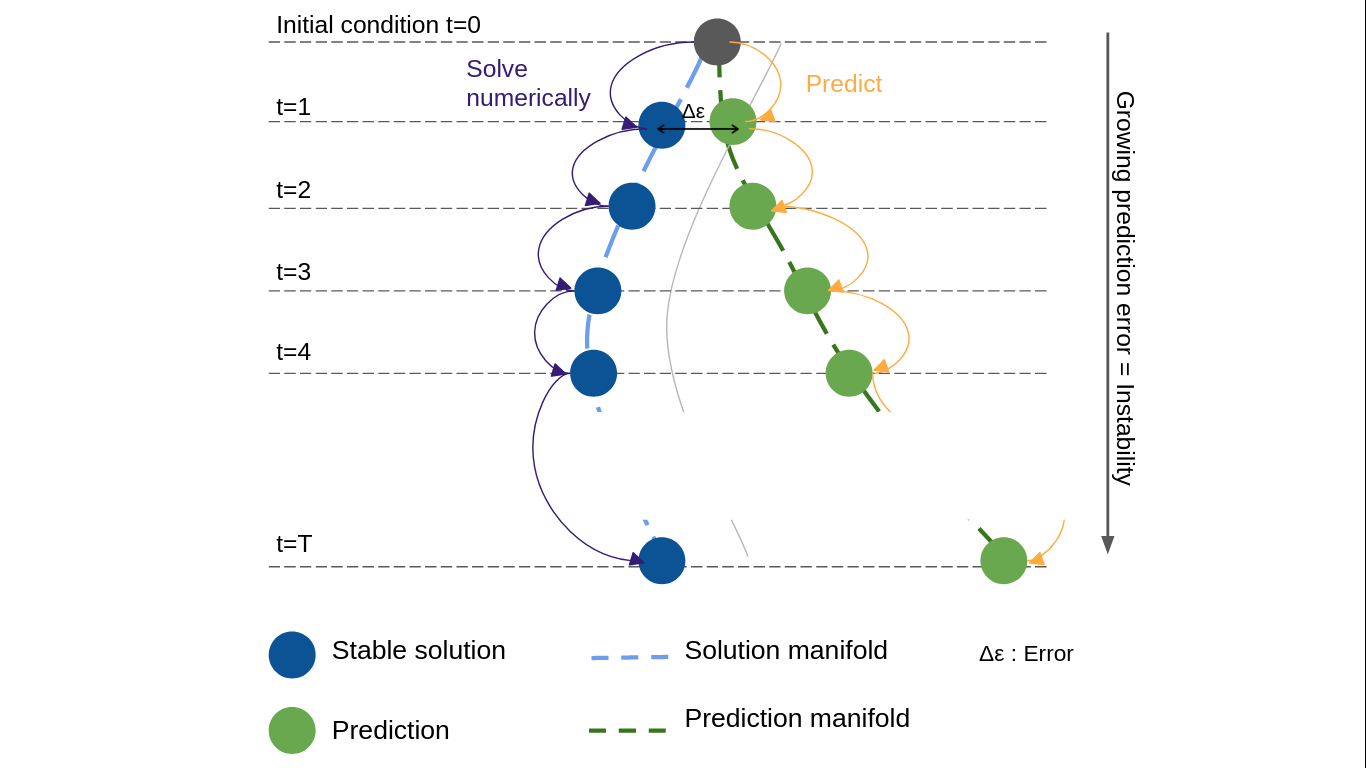 Initial condition t=0
Solve
numerically
Predict
t=1
Δε
t=2
t=3
t=4
t=T
Growing prediction error = Instability
Stable solution
Solution manifold
Δε : Error
Prediction
Prediction manifold